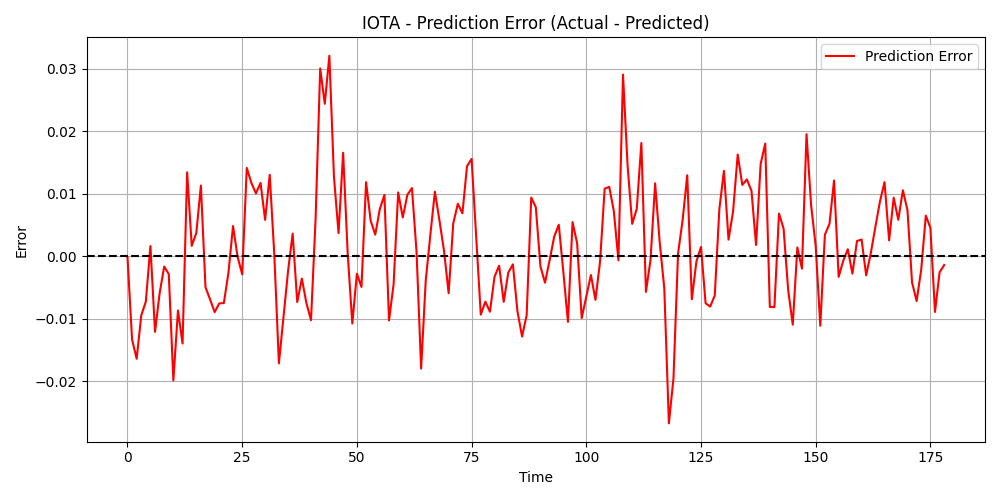 IOTA - Prediction Error (Actual - Predicted)
Prediction Error
0.03
0.02
0.01
0.00
−0.01
−0.02
Error
0 25 50 75 100 125 150 175
Time